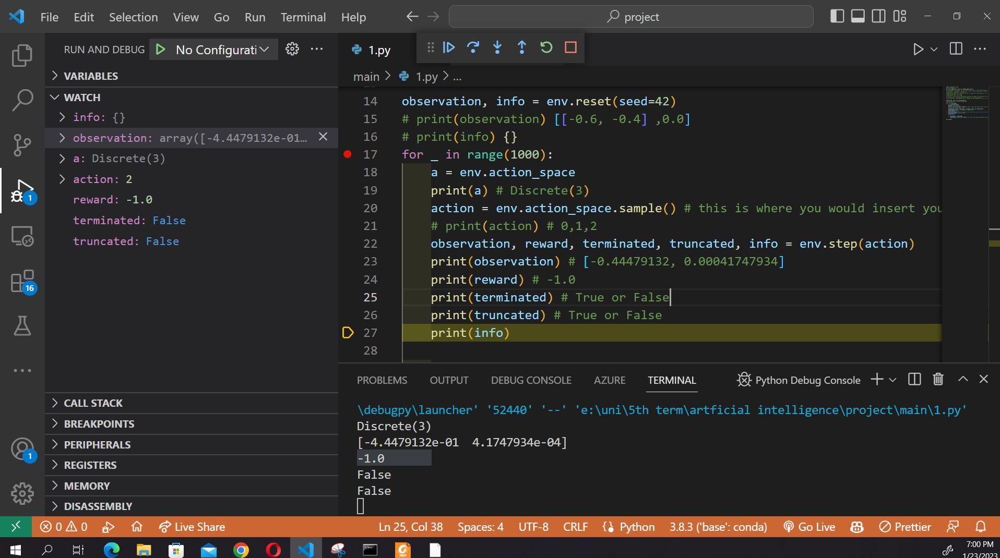 File Edit Selection View Go Run Terminal Help
project
RUN AND DEBUG
No Configurati
VARIABLES
WATCH
info: {}
observation: array([-4.4479132e-01…
a: Discrete(3)
action: 2
reward: -1.0
terminated: False
truncated: False
CALL STACK
BREAKPOINTS
PERIPHERALS
REGISTERS
MEMORY
DISASSEMBLY
1
16
1
1.py
main > 1.py > ...
14 observation, info = env.reset(seed=42)
15 # print(observation) [[-0.6, -0.4] ,0.0]
16 # print(info) {}
17 for _ in range(1000):
18 a = env.action_space
19 print(a) # Discrete(3)
20 action = env.action_space.sample() # this is where you would insert you
21 # print(action) # 0,1,2
22 observation, reward, terminated, truncated, info = env.step(action)
23 print(observation) # [-0.44479132, 0.00041747934]
24 print(reward) # -1.0
25 print(terminated) # True or False
26 print(truncated) # True or False
27 print(info)
28
PROBLEMS OUTPUT DEBUG CONSOLE AZURE TERMINAL Python Debug Console
\debugpy\launcher' '52440' '--' 'e:\uni\5th term\artficial intelligence\project\main\1.py'
Discrete(3)
[-4.4479132e-01  4.1747934e-04]
-1.0
False
False
0 0 Live Share Ln 25, Col 38 Spaces: 4 UTF-8 CRLF Python 3.8.3 ('base': conda) Go Live Prettier
7:00 PM
1/23/2023